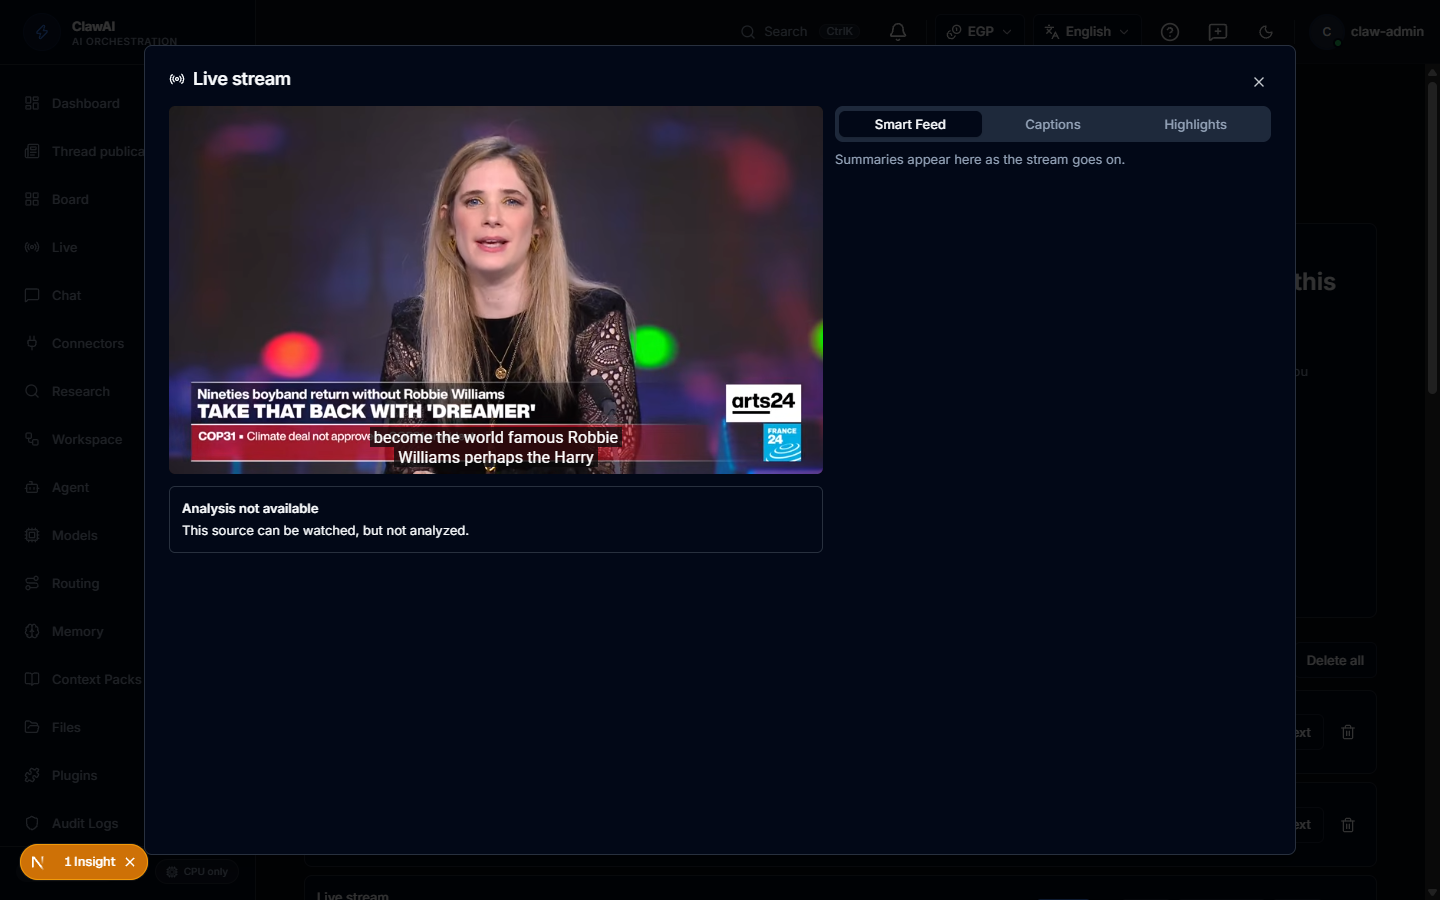 ClawAI
AI ORCHESTRATION
Search CtrlK
EGP
English
C claw-admin
Dashboard
Thread publica
Board
Live
Chat
Connectors
Research
Workspace
Agent
Models
Routing
Memory
Context Packs
Files
Plugins
Audit Logs
1 Insight
CPU only
Live stream
Nineties boyband return without Robbie Williams
TAKE THAT BACK WITH 'DREAMER'
COP31 • Climate deal not approve
become the world famous Robbie
Williams perhaps the Harry
arts24
FRANCE
24
Analysis not available
This source can be watched, but not analyzed.
Smart Feed Captions Highlights
Summaries appear here as the stream goes on.
this
ou
Delete all
ext
ext
Live stream